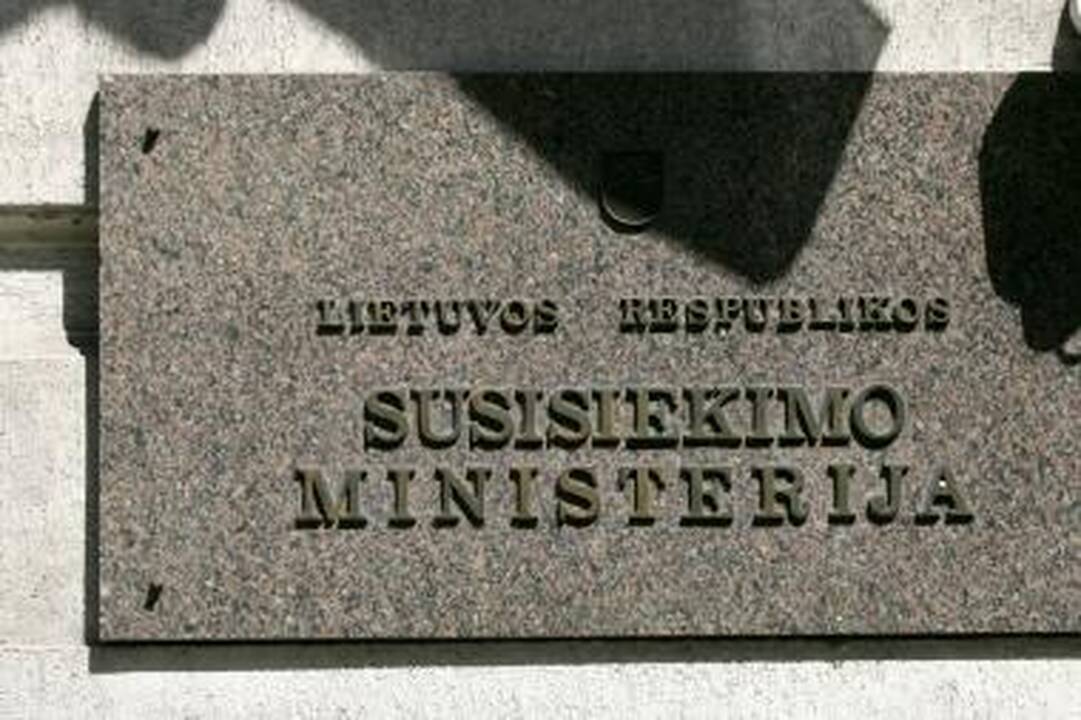 LIETUVOS RESPUBLIKOS
SUSISIEKIMO
MINISTERIJA